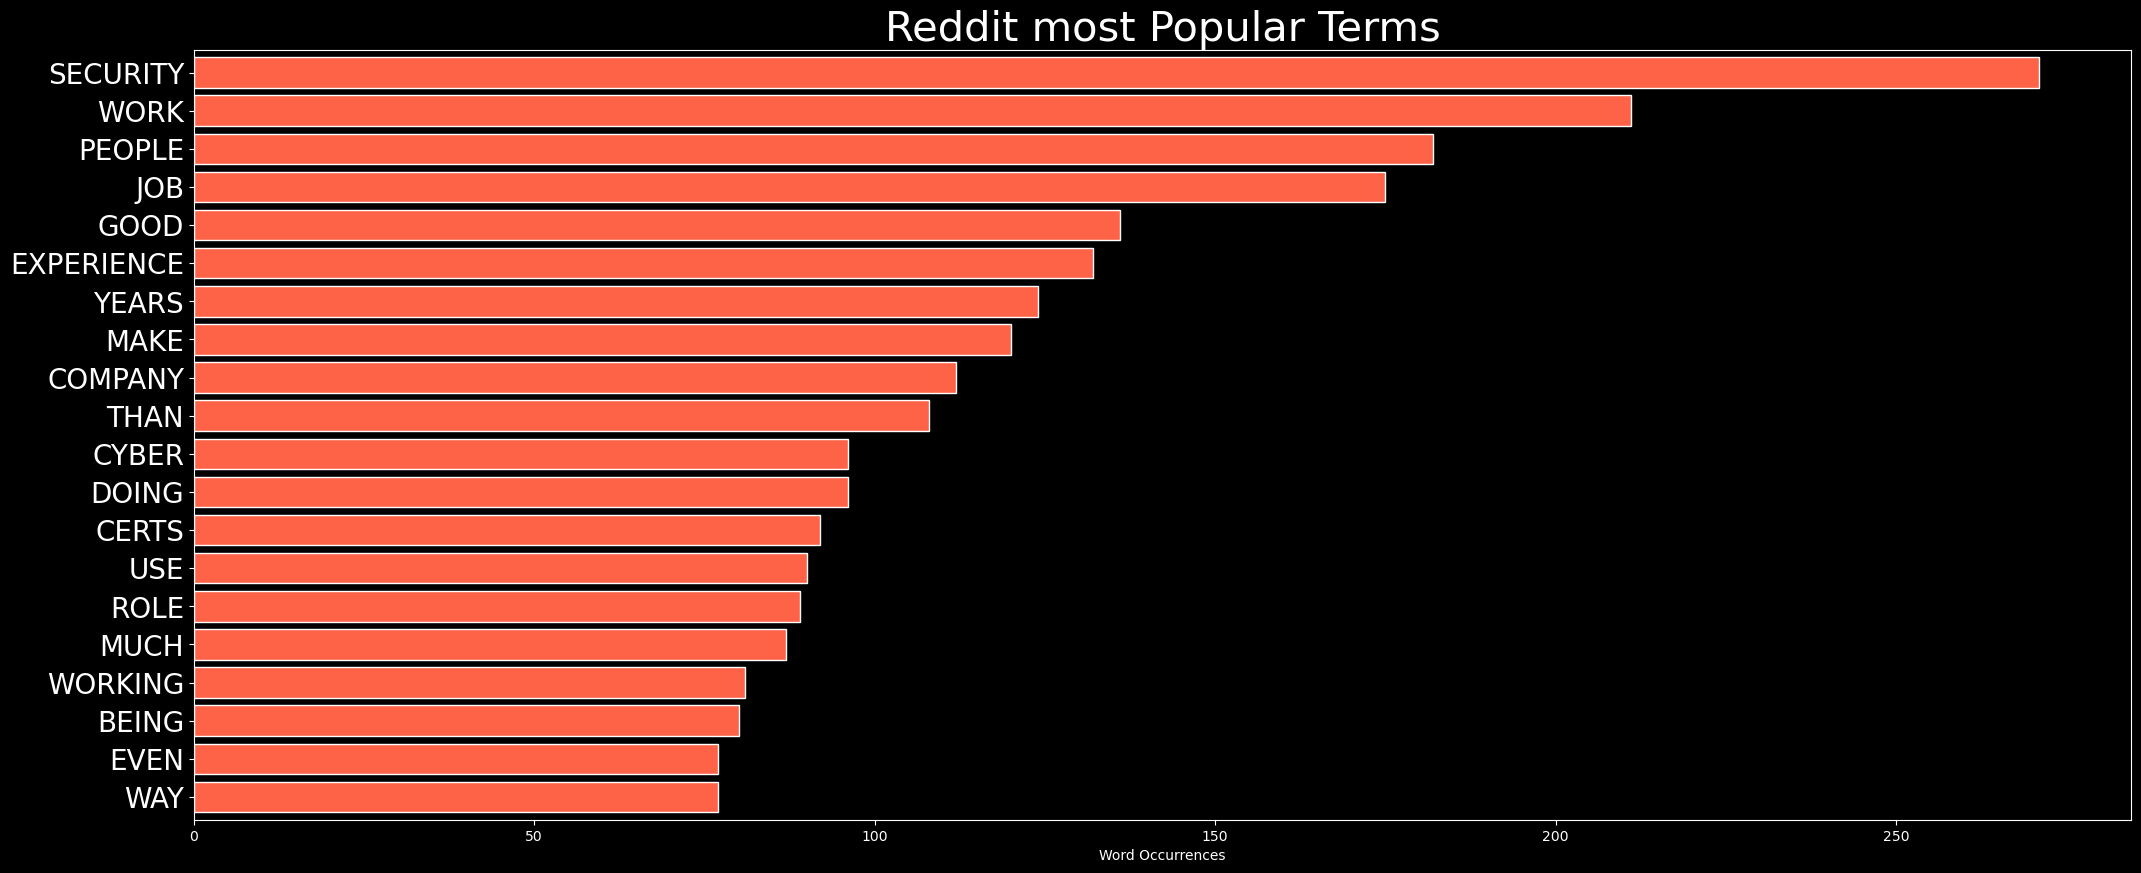 Reddit most Popular Terms
SECURITY
WORK
PEOPLE
JOB
GOOD
EXPERIENCE
YEARS
MAKE
COMPANY
THAN
CYBER
DOING
CERTS
USE
ROLE
MUCH
WORKING
BEING
EVEN
WAY
0 50 100 150 200 250
Word Occurrences